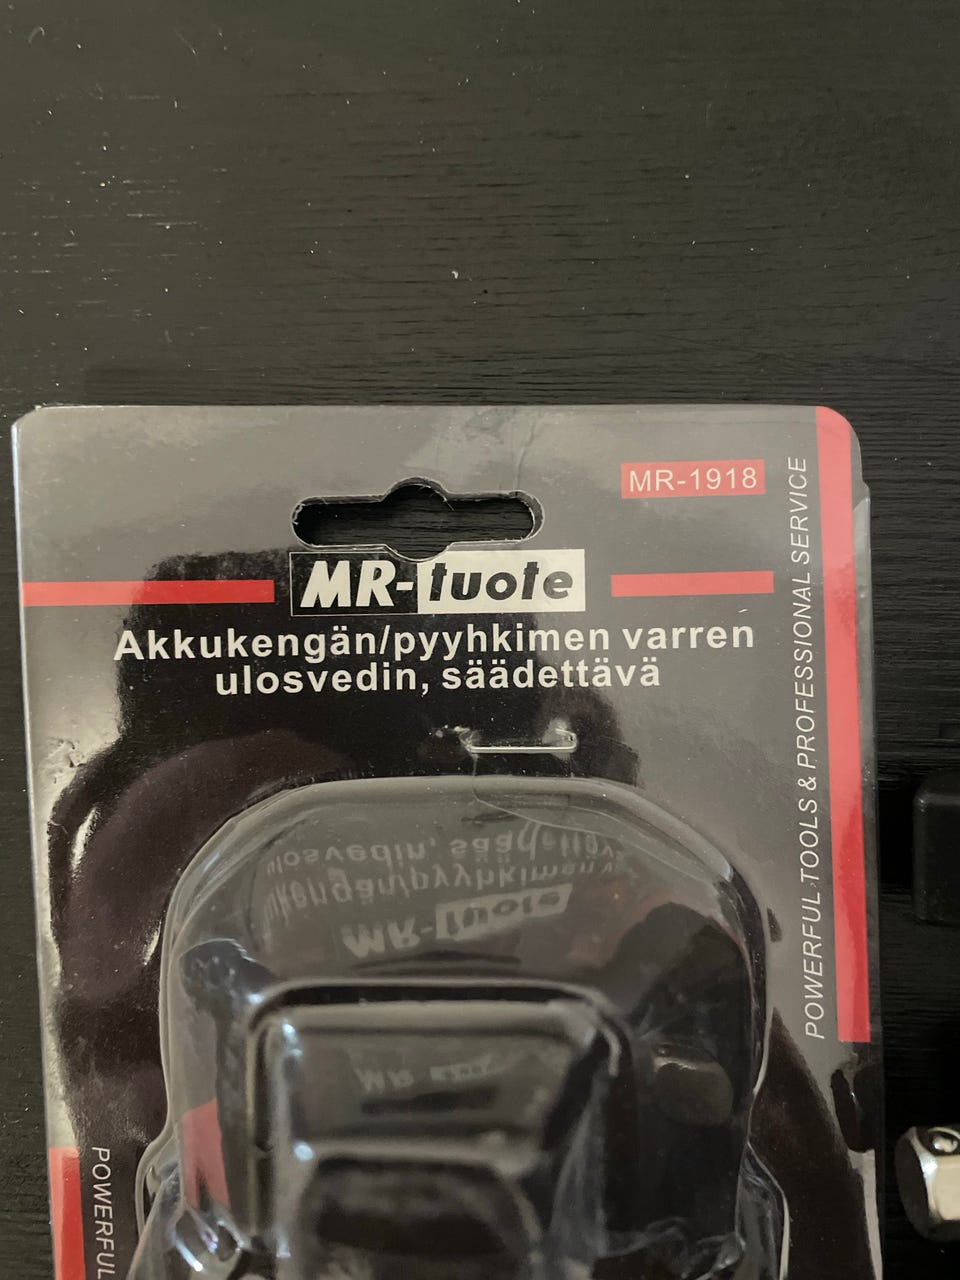 MR-1918
MR-tuote
Akkukengän/pyyhkimen varren
ulosvedin, säädettävä
POWERFUL TOOLS & PROFESSIONAL SERVICE
POWERFUL